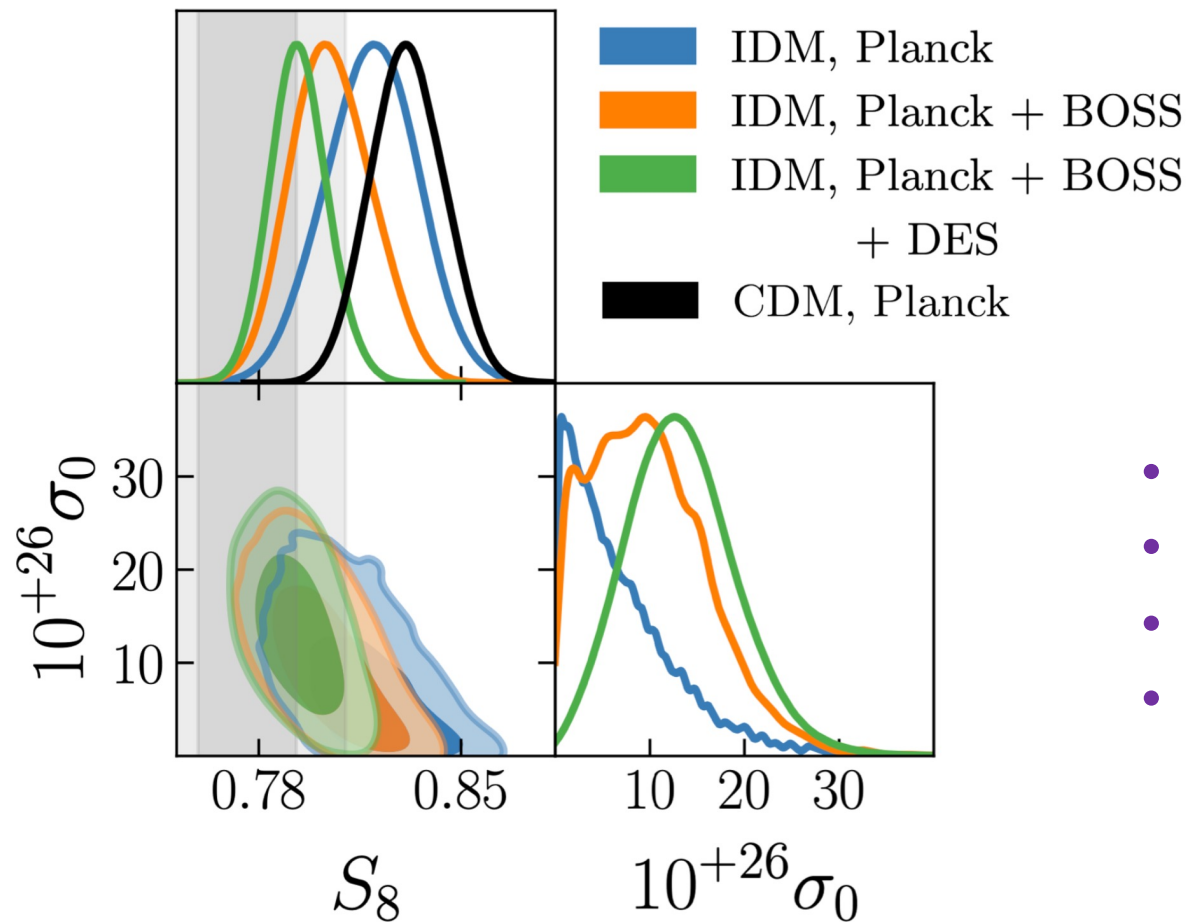 IDM, Planck
IDM, Planck + BOSS
IDM, Planck + BOSS
+ DES
CDM, Planck
10^{+26}σ_0
30
20
10
0.78
0.85
10
20
30
S_8
10^{+26}σ_0